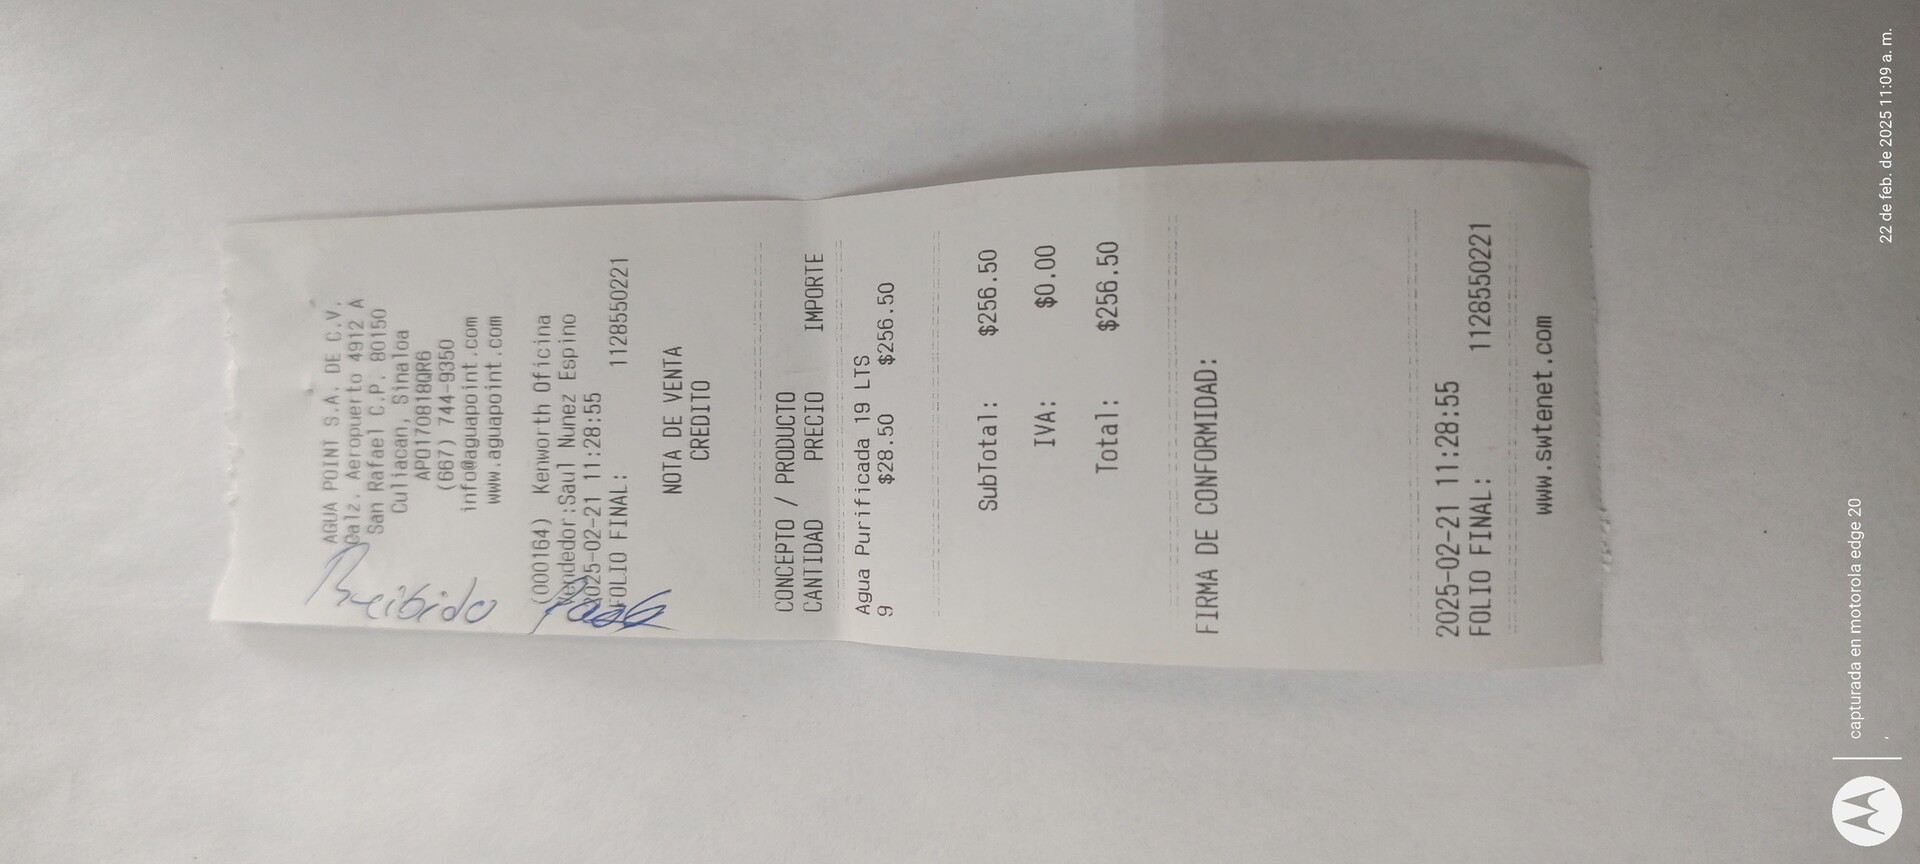 AGUA POINT S.A. DE C.V.
Calz. Aeropuerto 4912 A
San Rafael C.P. 80150
Culiacan, Sinaloa
APO170818QR6
(667) 744-9350
info@aguapoint.com
www.aguapoint.com
Recibido
(000164) Kenworth Oficina
Vendedor:Saul Nunez Espino
2025-02-21 11:28:55
FOLIO FINAL: 1128550221
NOTA DE VENTA
CREDITO
CONCEPTO / PRODUCTO
CANTIDAD PRECIO IMPORTE
Agua Purificada 19 LTS
9 $28.50 $256.50
SubTotal: $256.50
IVA: $0.00
Total: $256.50
FIRMA DE CONFORMIDAD:
2025-02-21 11:28:55
FOLIO FINAL: 1128550221
www.swtenet.com
capturada en motorola edge 20
22 de feb. de 2025 11:09 a. m.